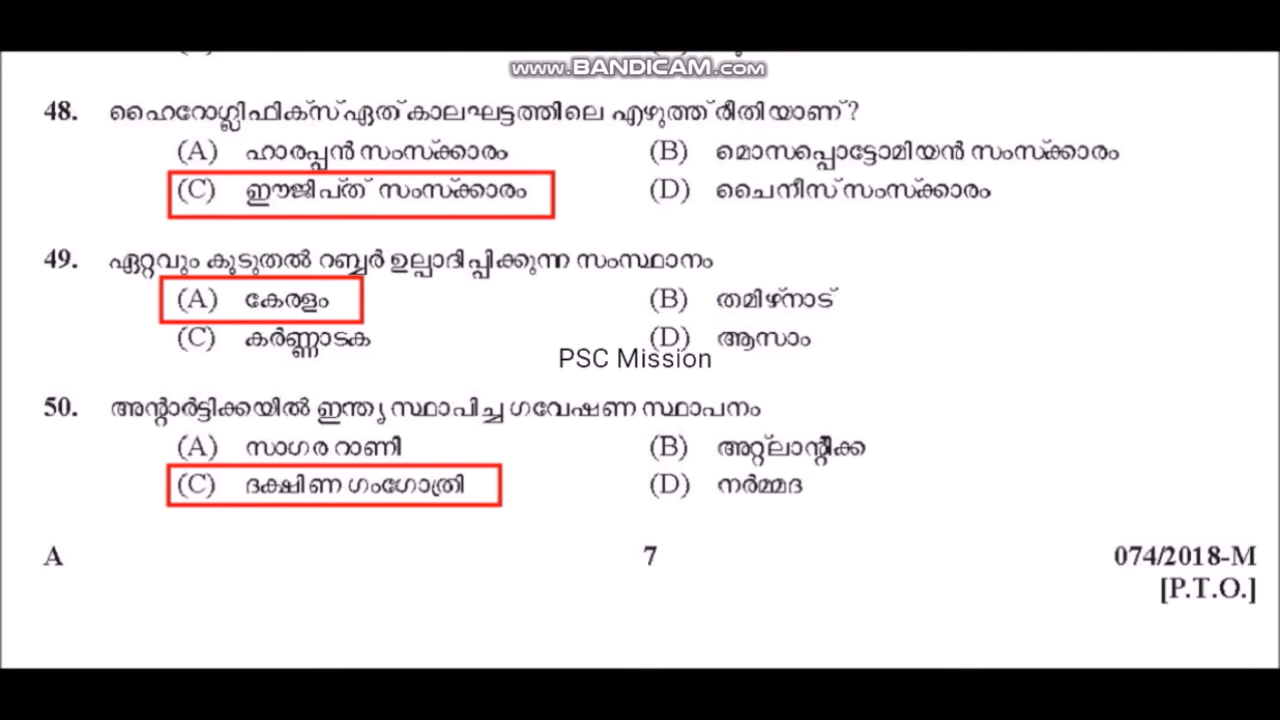 www.BANDICAM.com
48. ഹൈറോഗ്ലിഫിക്സ് ഏത് കാലഘട്ടത്തിലെ എഴുത്ത് രീതിയാണ്?
(A) ഹാരപ്പൻ സംസ്ക്കാരം (B) മൊസപ്പൊട്ടോമിയൻ സംസ്ക്കാരം
(C) ഈജിപ്ത് സംസ്ക്കാരം (D) ചൈനീസ് സംസ്ക്കാരം
49. ഏറ്റവും കൂടുതൽ റബ്ബർ ഉല്പാദിപ്പിക്കുന്ന സംസ്ഥാനം
(A) കേരളം (B) തമിഴ്നാട്
(C) കർണ്ണാടക (D) ആസാം
PSC Mission
50. അന്റാർട്ടിക്കയിൽ ഇന്ത്യ സ്ഥാപിച്ച ഗവേഷണ സ്ഥാപനം
(A) സാഗര റാണി (B) അറ്റ്ലാന്റിക്ക
(C) ദക്ഷിണ ഗംഗോത്രി (D) നർമ്മദ
A 7 074/2018-M
[P.T.O.]